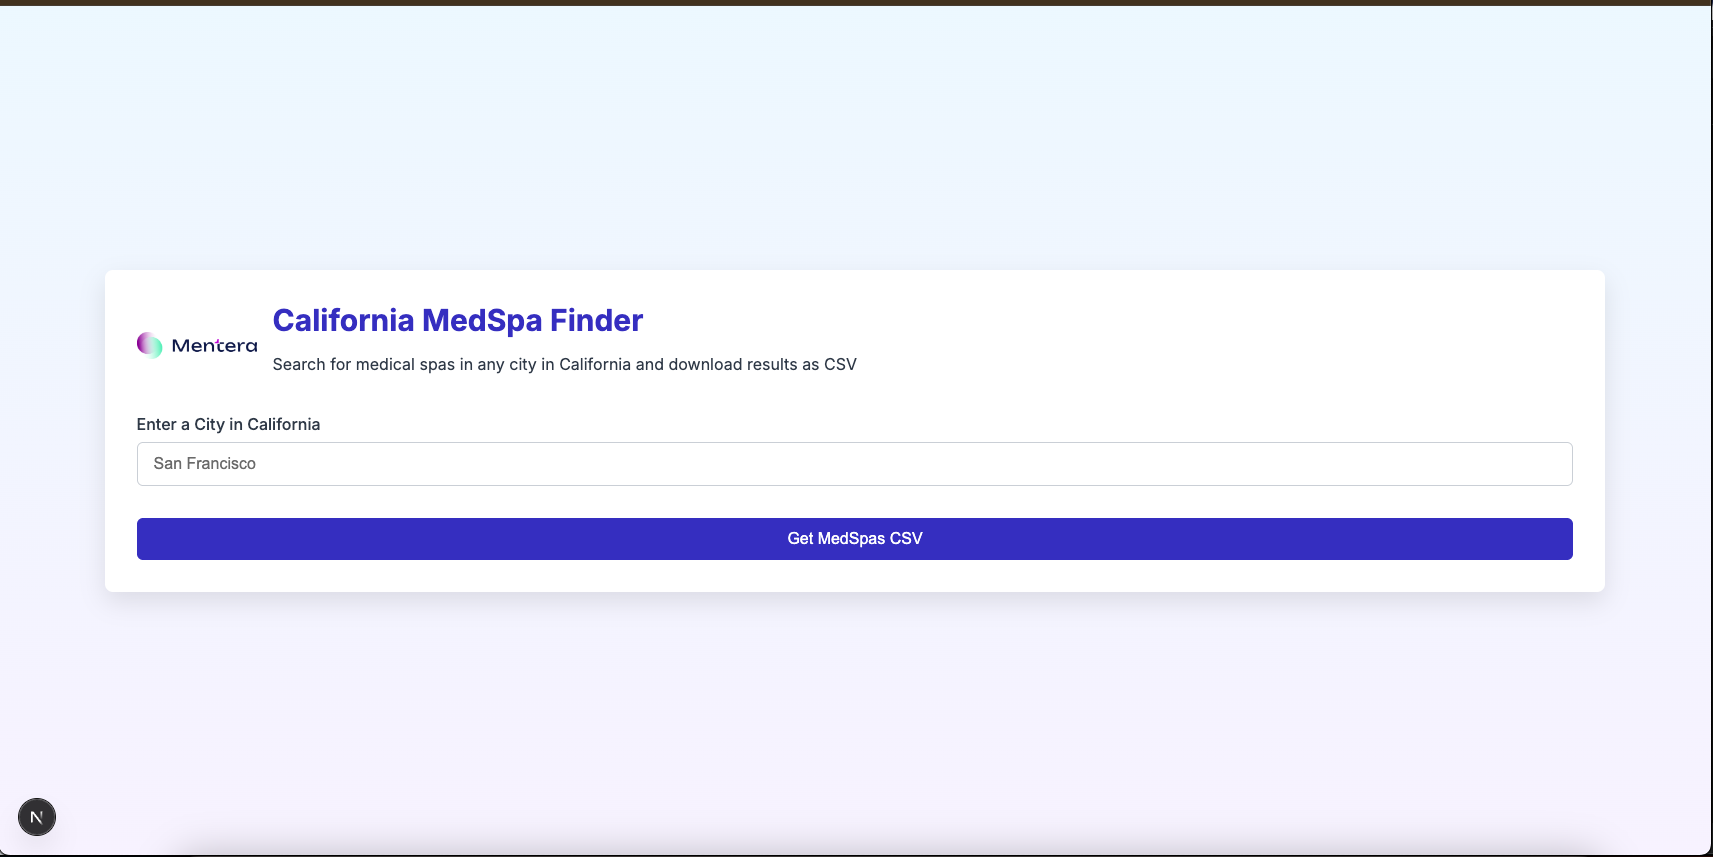 California MedSpa Finder
Mentera
Search for medical spas in any city in California and download results as CSV
Enter a City in California
San Francisco
Get MedSpas CSV
N